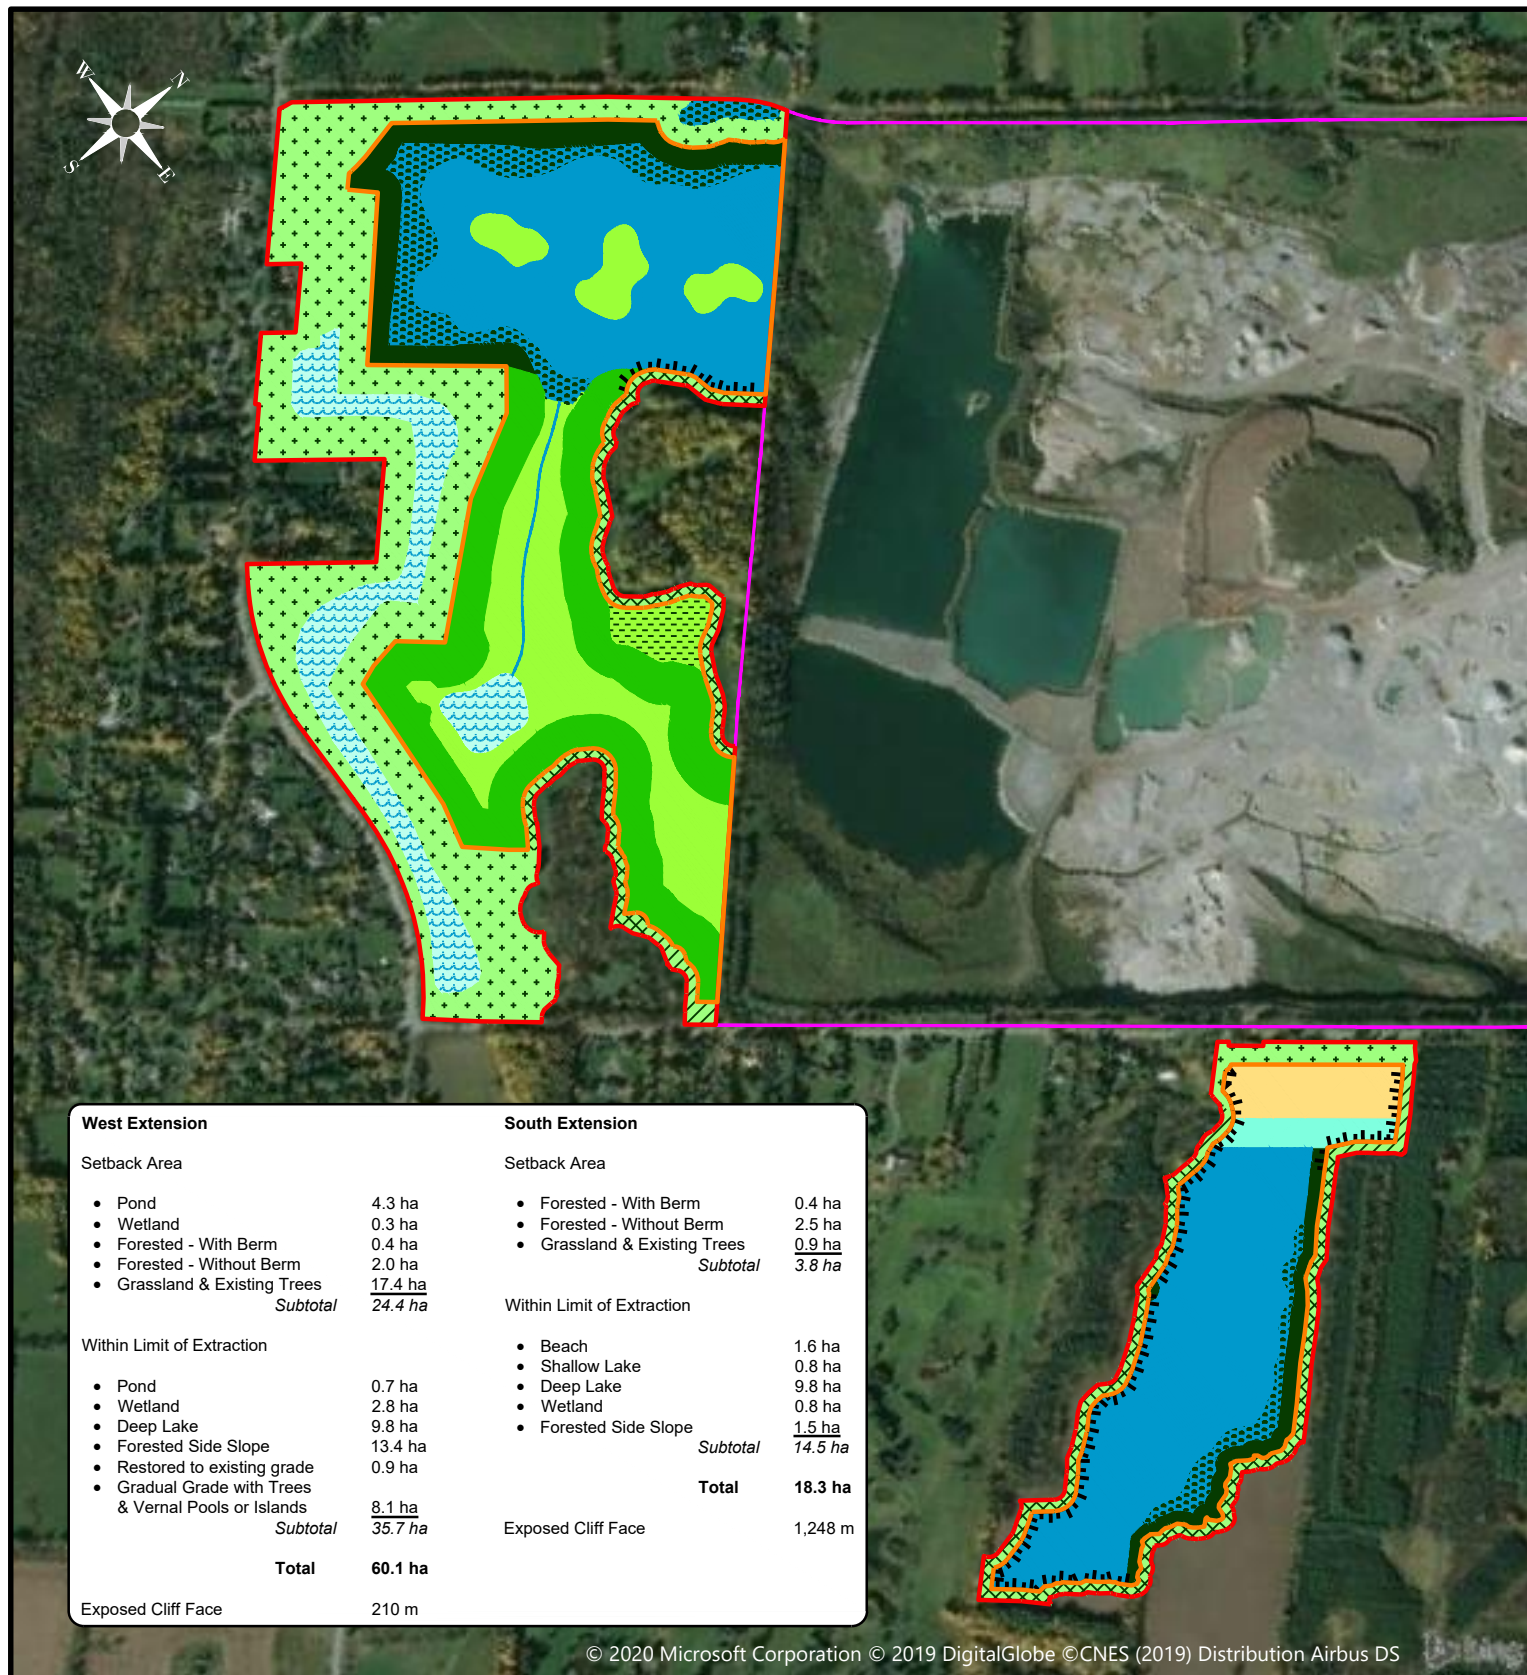 W
N
S
E
West Extension
Setback Area
• Pond 4.3 ha
• Wetland 0.3 ha
• Forested - With Berm 0.4 ha
• Forested - Without Berm 2.0 ha
• Grassland & Existing Trees 17.4 ha
Subtotal 24.4 ha
Within Limit of Extraction
• Pond 0.7 ha
• Wetland 2.8 ha
• Deep Lake 9.8 ha
• Forested Side Slope 13.4 ha
• Restored to existing grade 0.9 ha
• Gradual Grade with Trees
& Vernal Pools or Islands 8.1 ha
Subtotal 35.7 ha
Total 60.1 ha
Exposed Cliff Face 210 m
South Extension
Setback Area
• Forested - With Berm 0.4 ha
• Forested - Without Berm 2.5 ha
• Grassland & Existing Trees 0.9 ha
Subtotal 3.8 ha
Within Limit of Extraction
• Beach 1.6 ha
• Shallow Lake 0.8 ha
• Deep Lake 9.8 ha
• Wetland 0.8 ha
• Forested Side Slope 1.5 ha
Subtotal 14.5 ha
Total 18.3 ha
Exposed Cliff Face 1,248 m
© 2020 Microsoft Corporation © 2019 DigitalGlobe ©CNES (2019) Distribution Airbus DS